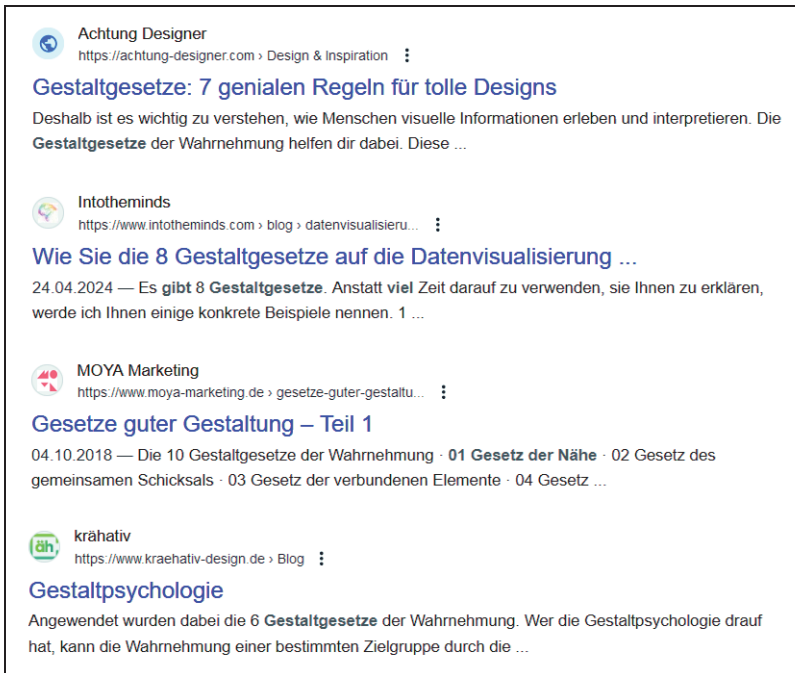 Achtung Designer
https://achtung-designer.com › Design & Inspiration
Gestaltgesetze: 7 genialen Regeln für tolle Designs
Deshalb ist es wichtig zu verstehen, wie Menschen visuelle Informationen erleben und interpretieren. Die
Gestaltgesetze der Wahrnehmung helfen dir dabei. Diese ...
Intotheminds
https://www.intotheminds.com › blog › datenvisualisieru...
Wie Sie die 8 Gestaltgesetze auf die Datenvisualisierung ...
24.04.2024 — Es gibt 8 Gestaltgesetze. Anstatt viel Zeit darauf zu verwenden, sie Ihnen zu erklären,
werde ich Ihnen einige konkrete Beispiele nennen. 1 ...
MOYA Marketing
https://www.moya-marketing.de › gesetze-guter-gestaltu...
Gesetze guter Gestaltung – Teil 1
04.10.2018 — Die 10 Gestaltgesetze der Wahrnehmung · 01 Gesetz der Nähe · 02 Gesetz des
gemeinsamen Schicksals · 03 Gesetz der verbundenen Elemente · 04 Gesetz ...
äh
krähativ
https://www.kraehativ-design.de › Blog
Gestaltpsychologie
Angewendet wurden dabei die 6 Gestaltgesetze der Wahrnehmung. Wer die Gestaltpsychologie drauf
hat, kann die Wahrnehmung einer bestimmten Zielgruppe durch die ...